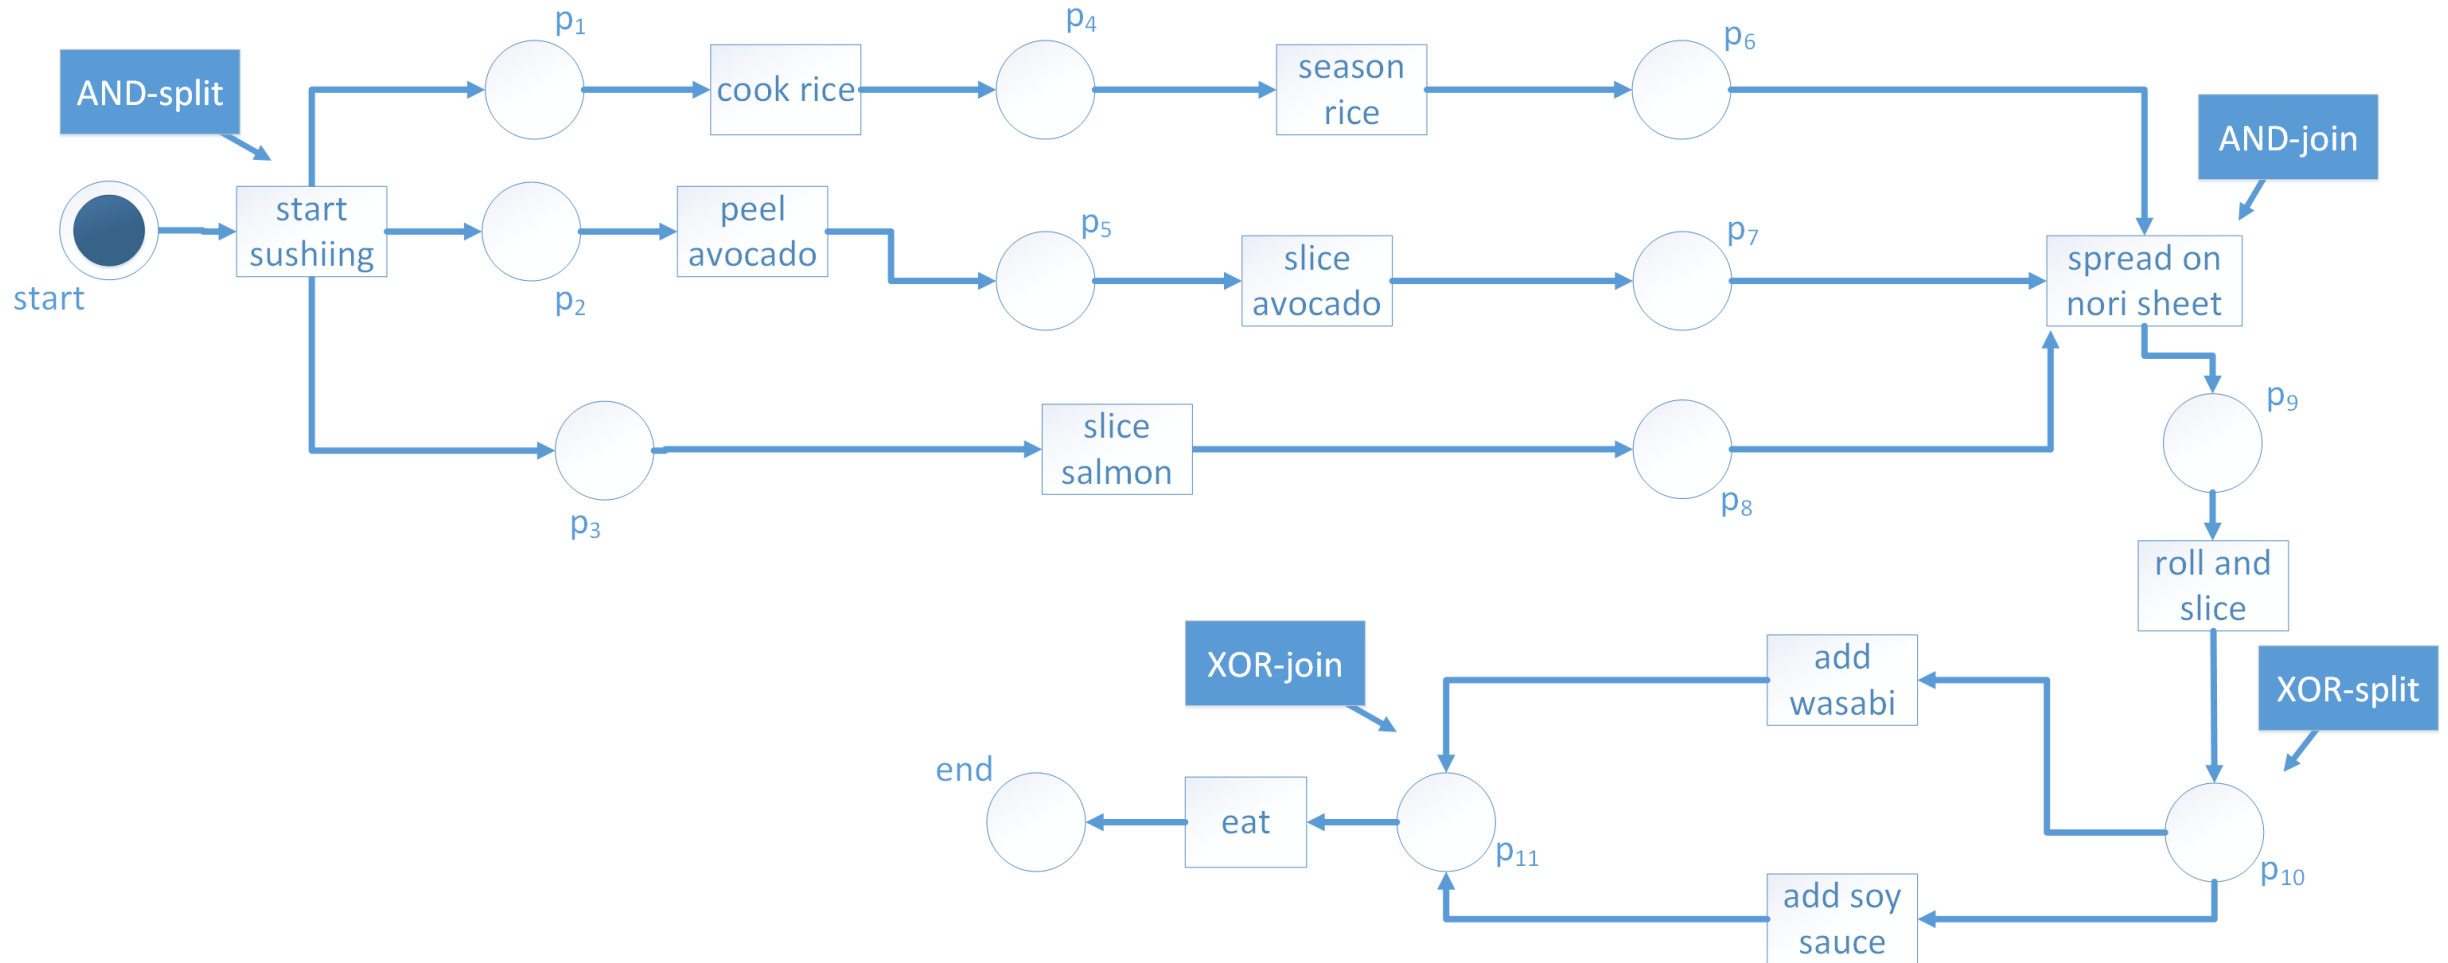 p1
p4
p6
AND-split
cook rice
season
rice
AND-join
start
sushiing
peel
avocado
p5
p7
slice
avocado
spread on
nori sheet
start
p2
p9
slice
salmon
p3
p8
roll and
slice
XOR-join
add
wasabi
XOR-split
end
eat
p11
p10
add soy
sauce